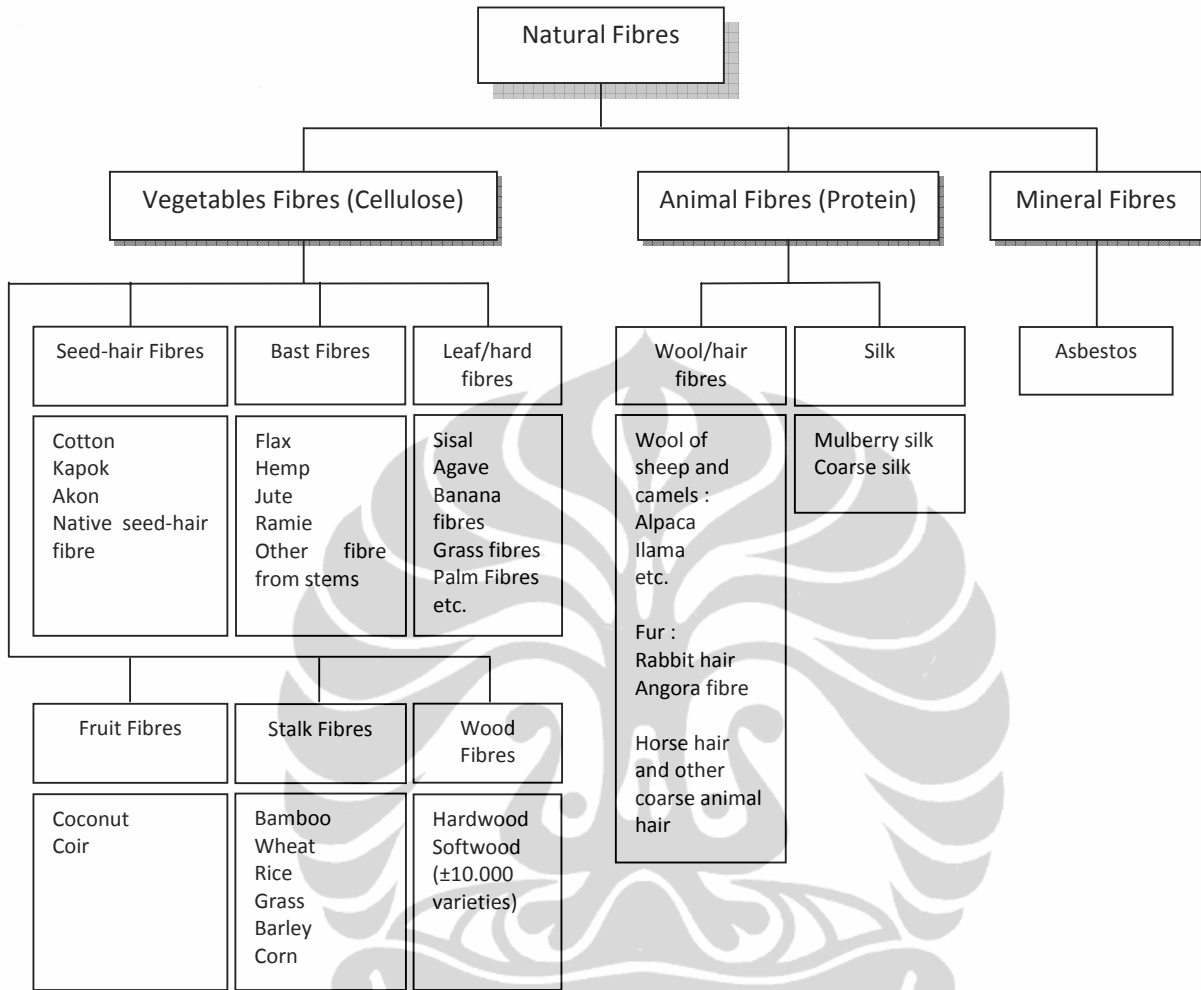 Natural Fibres
Vegetables Fibres (Cellulose)
Animal Fibres (Protein)
Mineral Fibres
Seed-hair Fibres
Bast Fibres
Leaf/hard
fibres
Wool/hair
fibres
Silk
Asbestos
Cotton
Kapok
Akon
Native seed-hair
fibre
Flax
Hemp
Jute
Ramie
Other fibre
from stems
Sisal
Agave
Banana
fibres
Grass fibres
Palm Fibres
etc.
Wool of
sheep and
camels :
Alpaca
Ilama
etc.
Fur :
Rabbit hair
Angora fibre
Horse hair
and other
coarse animal
hair
Mulberry silk
Coarse silk
Fruit Fibres
Stalk Fibres
Wood
Fibres
Coconut
Coir
Bamboo
Wheat
Rice
Grass
Barley
Corn
Hardwood
Softwood
(±10.000
varieties)